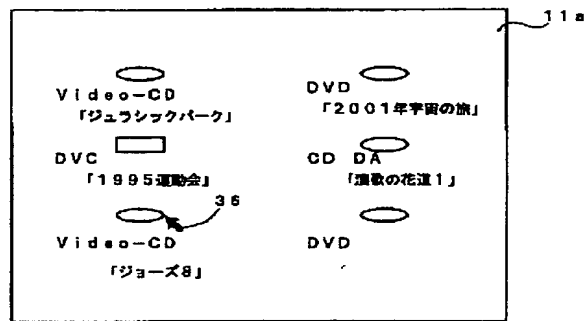 11a
Video-CD
「ジュラシックパーク」
DVD
「2001年宇宙の旅」
DVC
「1995運動会」
CD DA
「演歌の花道1」
36
Video-CD
「ジョーズ8」
DVD